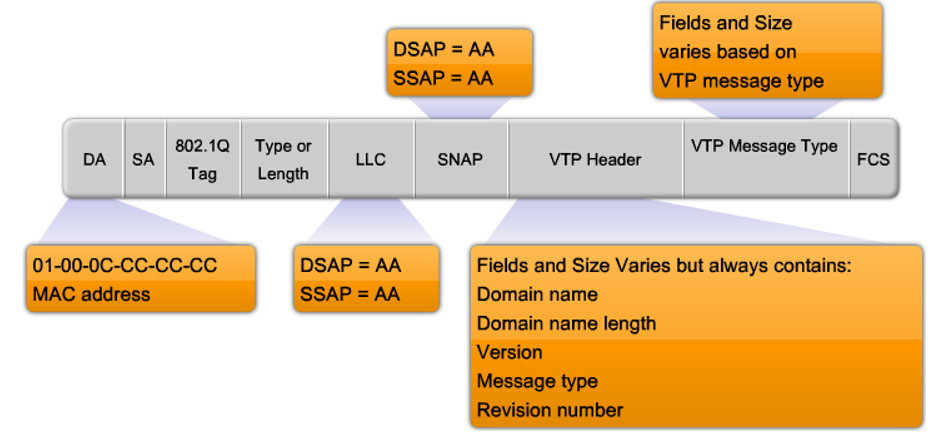 DSAP = AA
SSAP = AA
Fields and Size
varies based on
VTP message type
DA
SA
802.1Q
Tag
Type or
Length
LLC
SNAP
VTP Header
VTP Message Type
FCS
01-00-0C-CC-CC-CC
MAC address
DSAP = AA
SSAP = AA
Fields and Size Varies but always contains:
Domain name
Domain name length
Version
Message type
Revision number